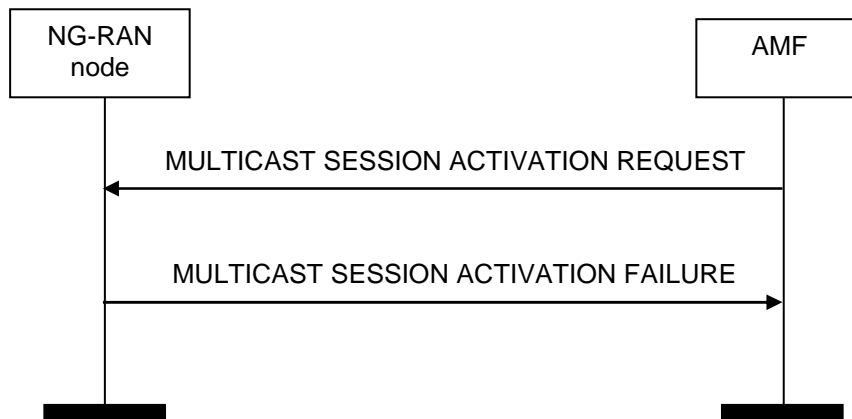 NG-RAN
node
AMF
MULTICAST SESSION ACTIVATION REQUEST
MULTICAST SESSION ACTIVATION FAILURE